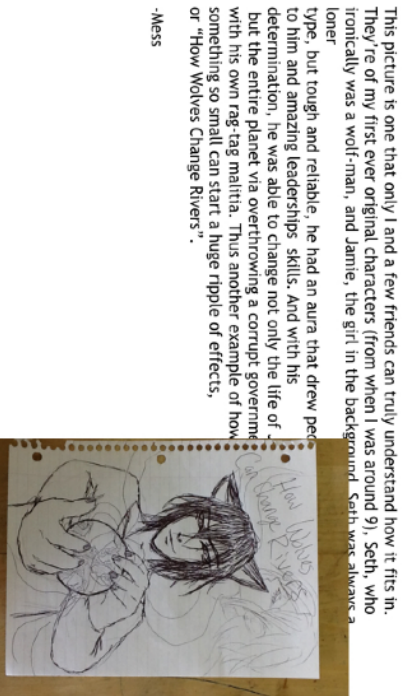 This picture is one that only I and a few friends can truly understand how it fits in.
They're of my first ever original characters (from when I was around 9), Seth, who
ironically was a wolf-man, and Jamie, the girl in the background. Seth was always a
loner
type, but tough and reliable, he had an aura that drew
to him and amazing leaderships skills. And with his
determination, he was able to change not only the life of
but the entire planet via overthrowing a corrupt governme
with his own rag-tag malitia. Thus another example of how
something so small can start a huge ripple of effects,
or “How Wolves Change Rivers”.
-Mess
How Wolves
Can Change Rivers